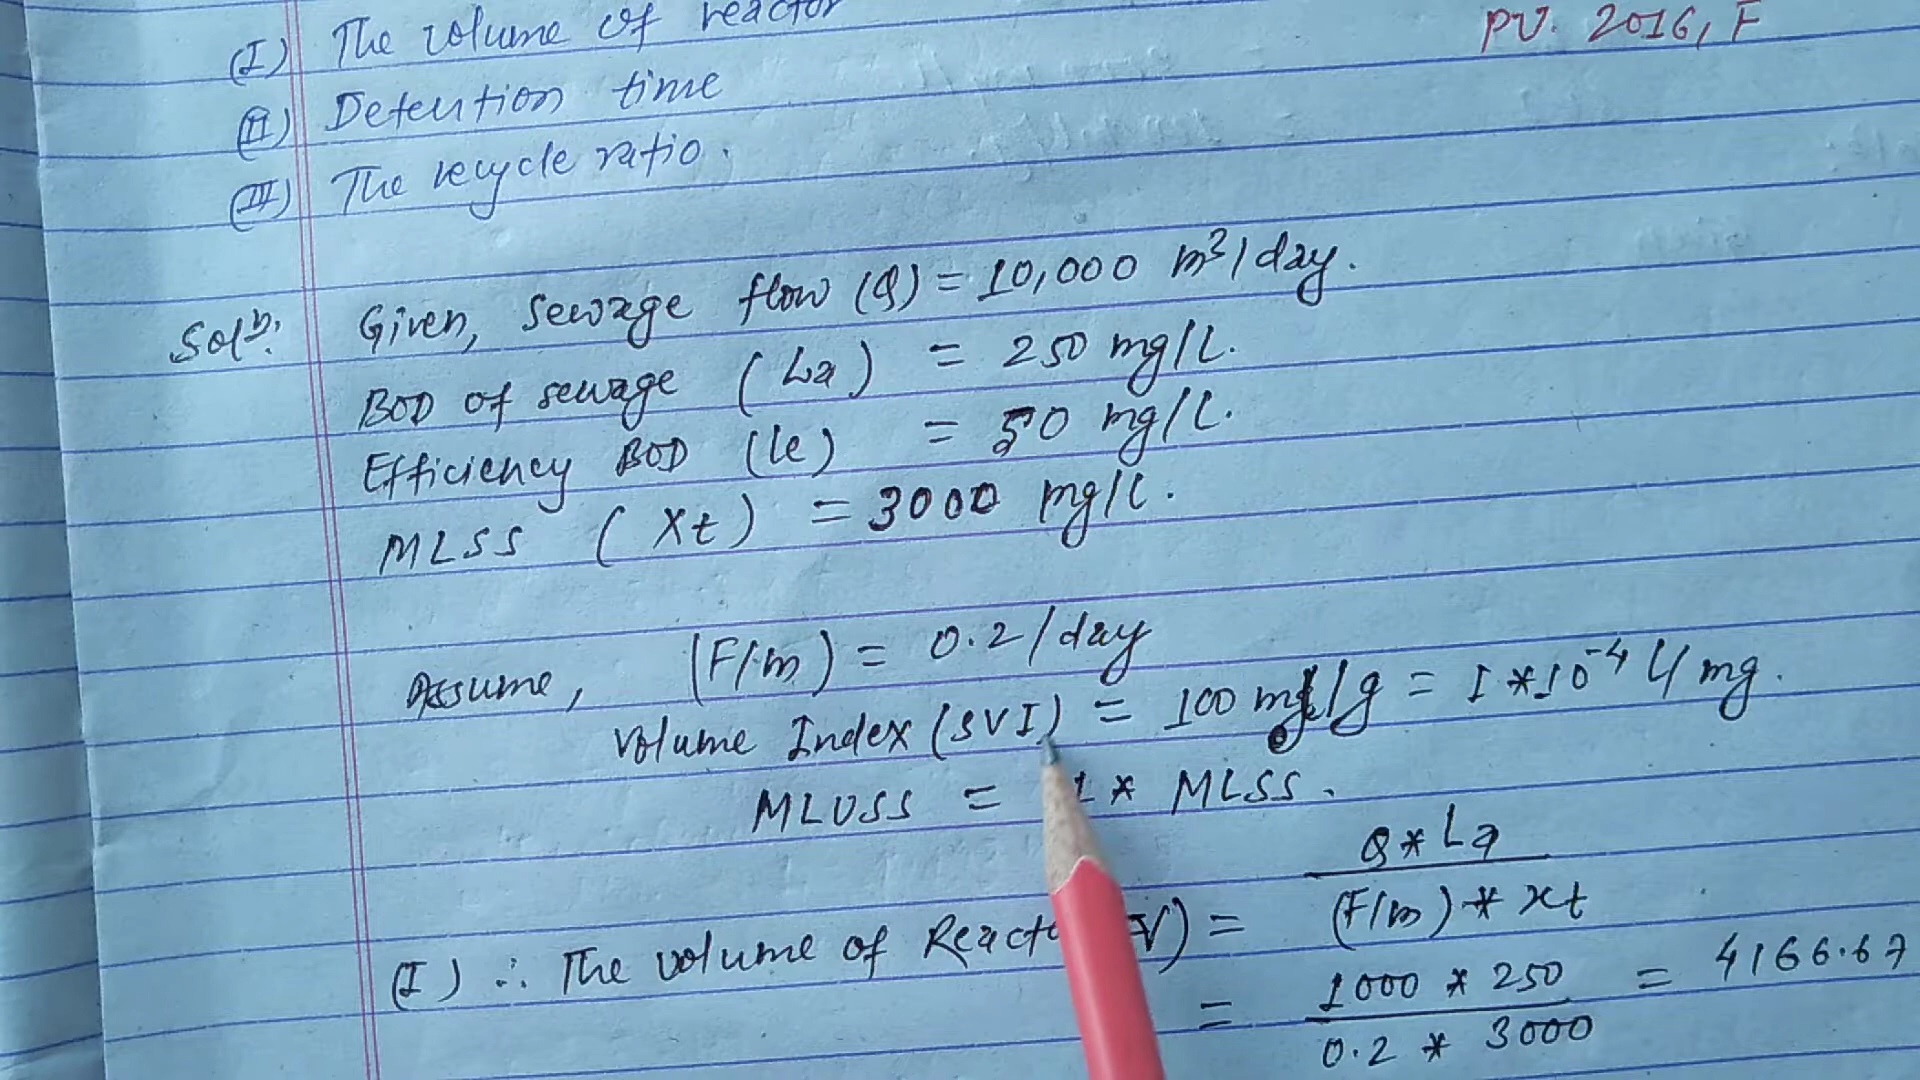 (I) The volume of reactor
PU. 2016, F
(II) Detention time
(III) The recycle ratio.
Solⁿ. Given, sewage flow (Q) = 10,000 m³/day.
BOD of sewage (La) = 250 mg/L.
Efficiency BOD (le) = 50 mg/L.
MLSS (Xt) = 3000 mg/L.
Assume, (F/m) = 0.2/day
Volume Index (SVI) = 100 ml/g = 1*10⁻⁴ L/mg.
MLVSS = 1* MLSS.
(I) ∴ The volume of Reactor (V) = Q*La
(F/m)*xt
= 1000 * 250 = 4166.67
0.2 * 3000